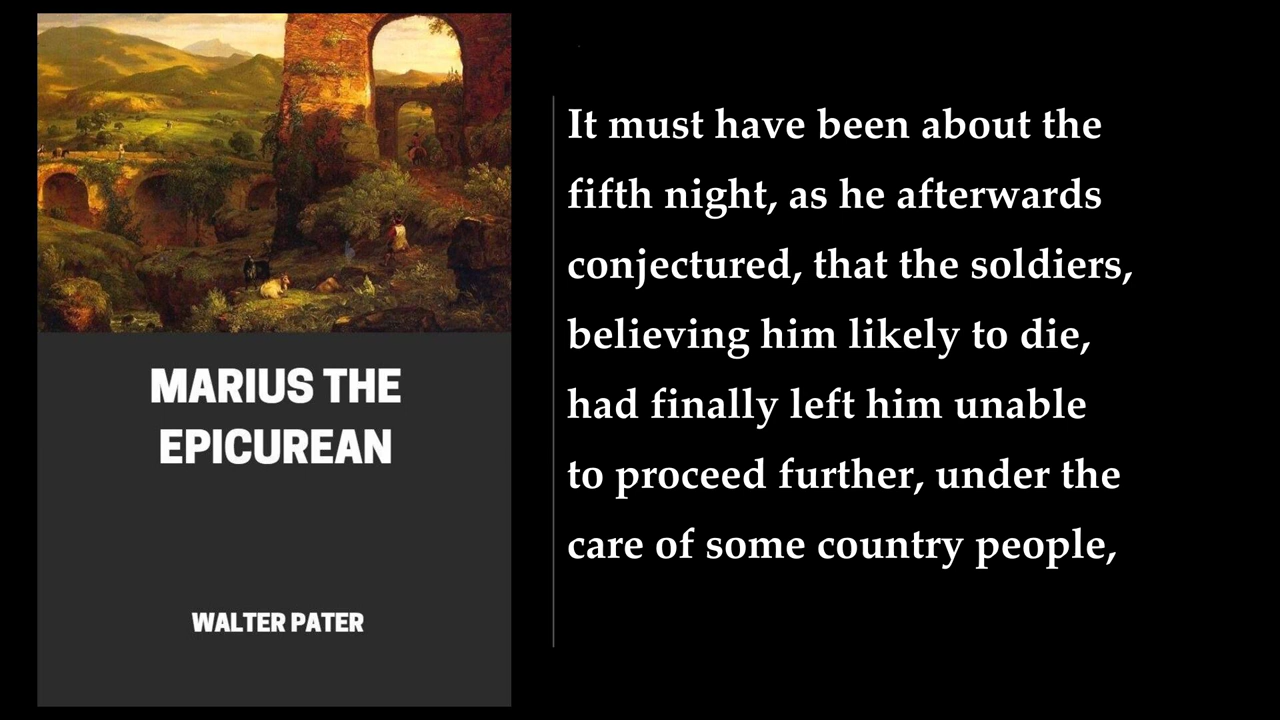 MARIUS THE
EPICUREAN
WALTER PATER
It must have been about the
fifth night, as he afterwards
conjectured, that the soldiers,
believing him likely to die,
had finally left him unable
to proceed further, under the
care of some country people,